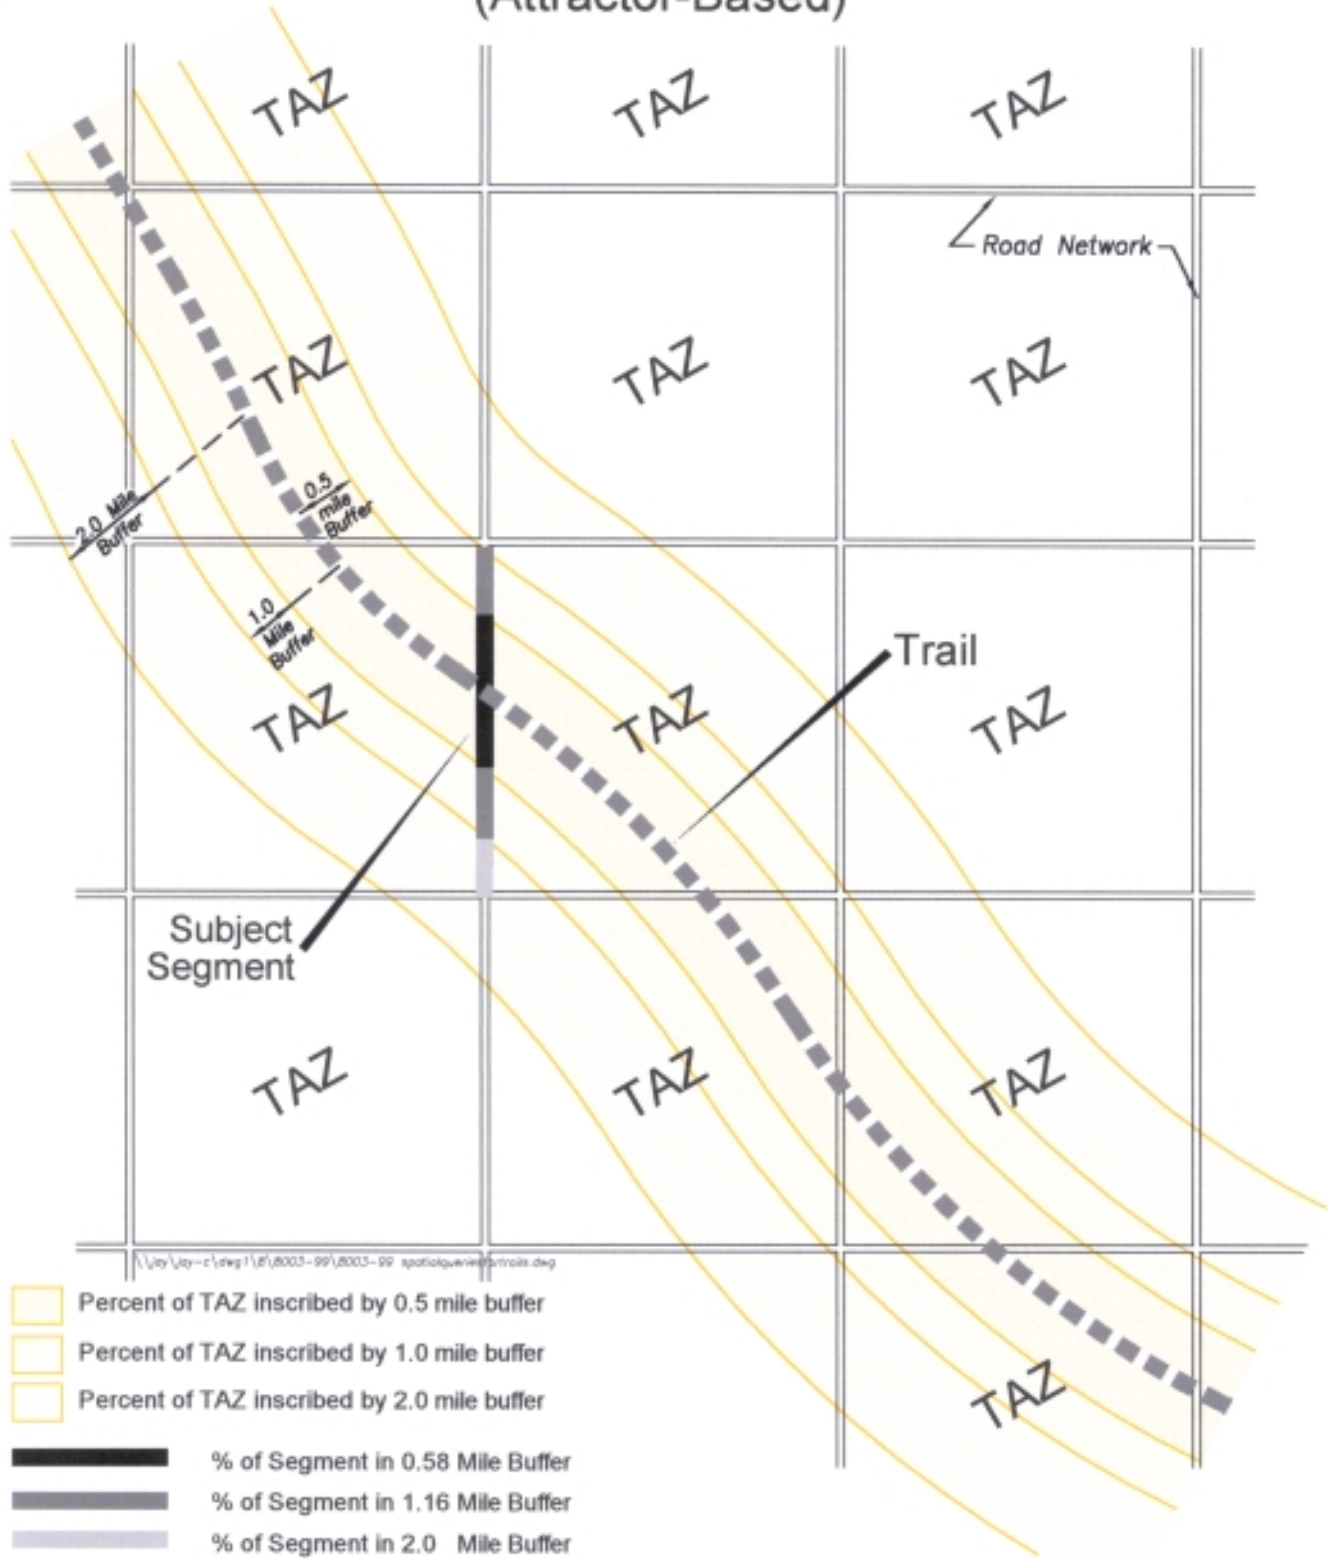 (Attractor-Based)
TAZ
TAZ
TAZ
Road Network
TAZ
TAZ
TAZ
2.0 Mile
Buffer
0.5
mile
Buffer
1.0
Mile
Buffer
Trail
TAZ
TAZ
TAZ
Subject
Segment
TAZ
TAZ
TAZ
Percent of TAZ inscribed by 0.5 mile buffer
Percent of TAZ inscribed by 1.0 mile buffer
Percent of TAZ inscribed by 2.0 mile buffer
TAZ
% of Segment in 0.58 Mile Buffer
% of Segment in 1.16 Mile Buffer
% of Segment in 2.0 Mile Buffer